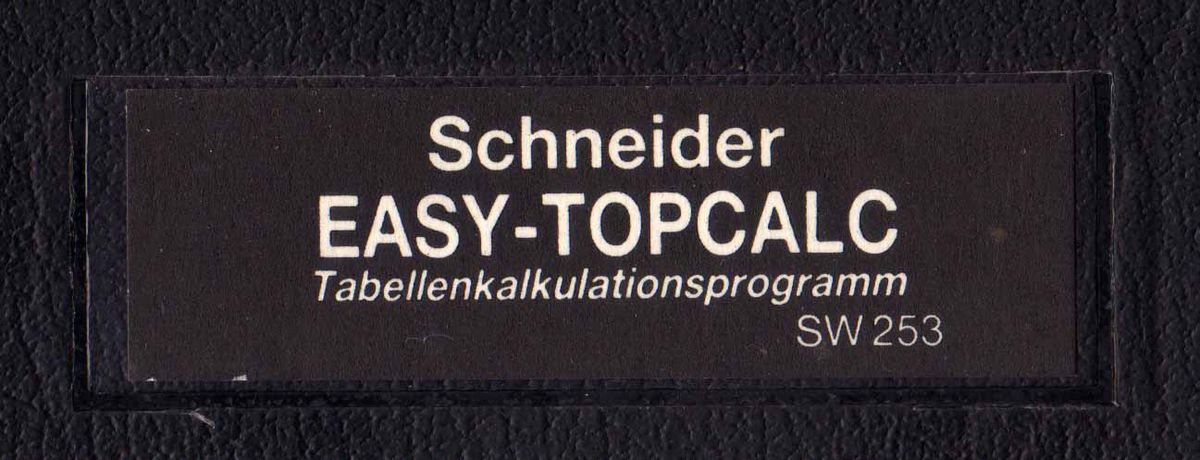 Schneider
EASY-TOPCALC
Tabellenkalkulationsprogramm
SW 253